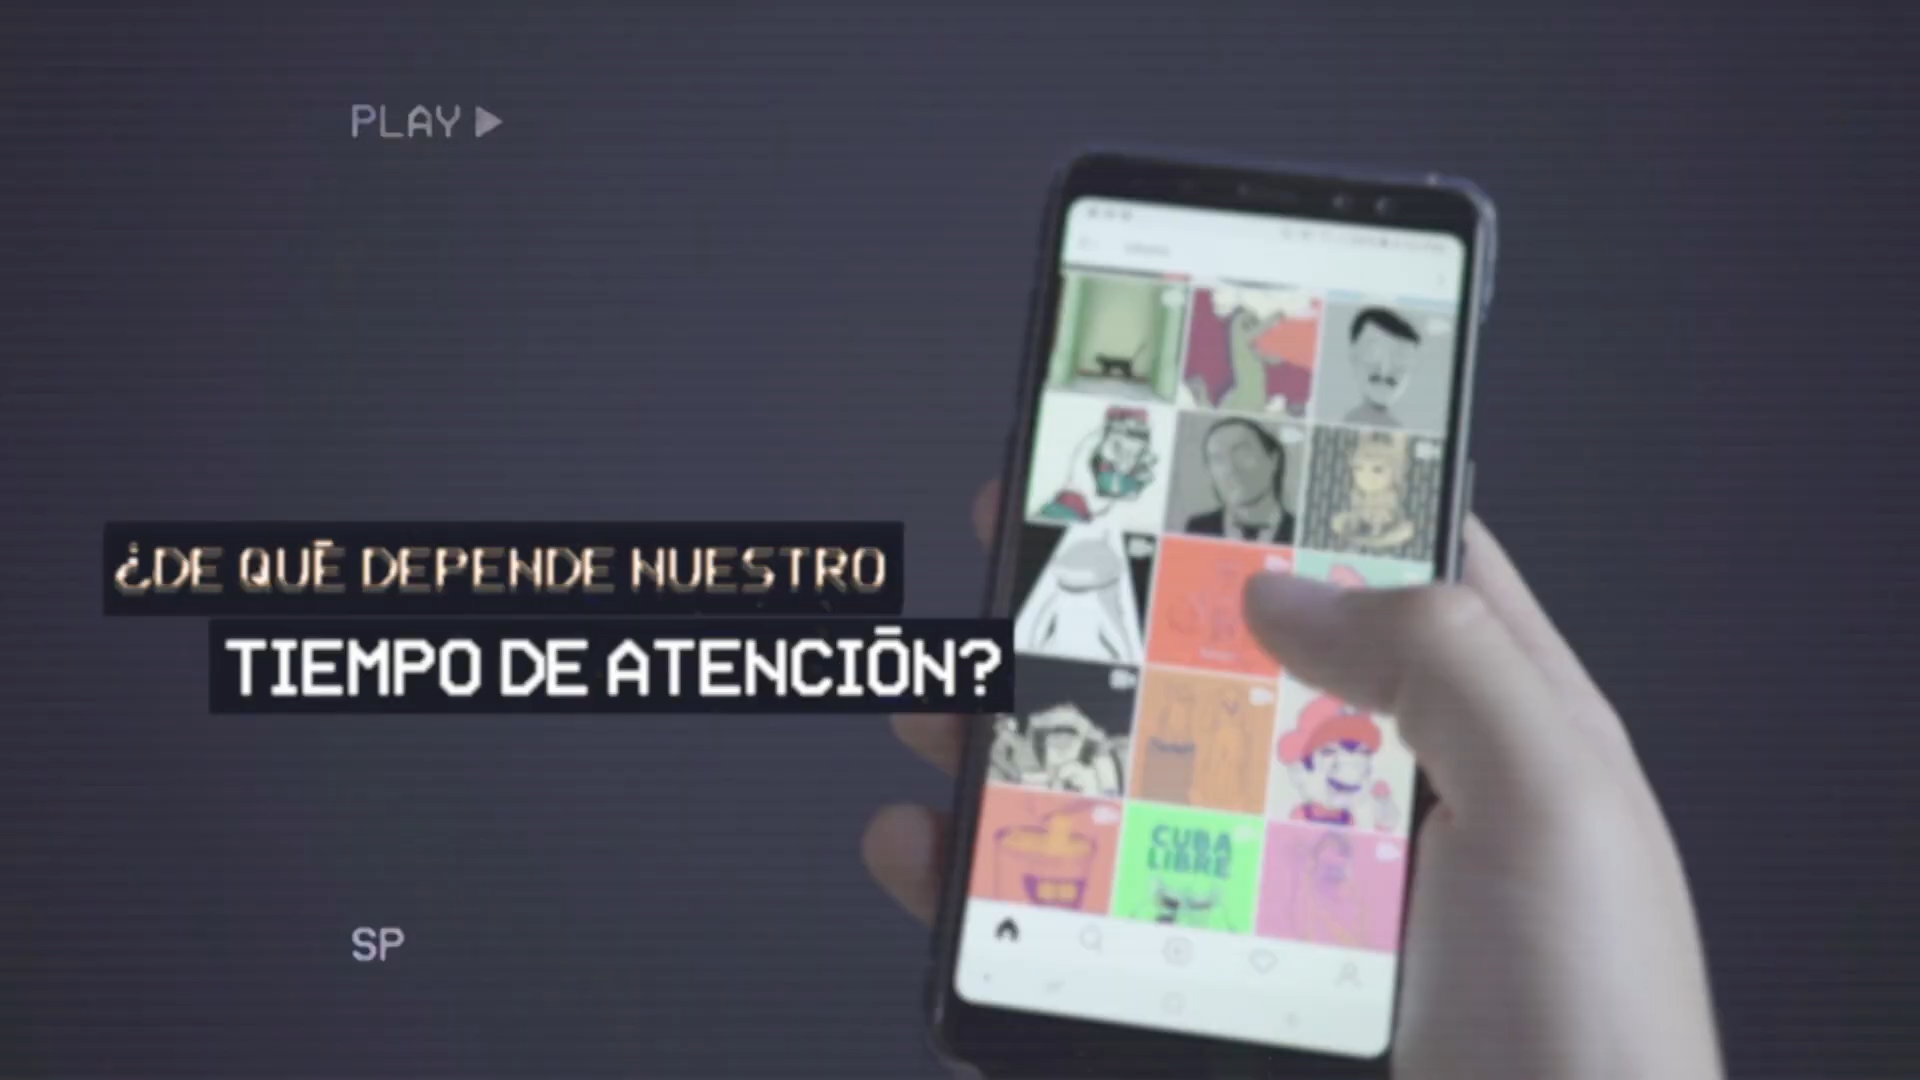 PLAY
¿DE QUÉ DEPENDE NUESTRO
TIEMPO DE ATENCIÓN?
CUBA
LIBRE
SP